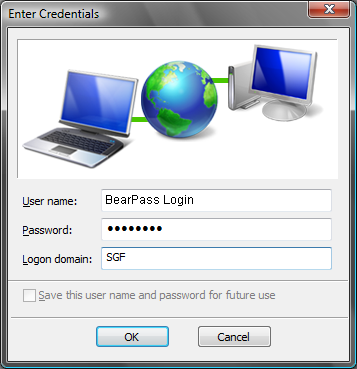 Enter Credentials
User name: BearPass Login
Password: ••••••••
Logon domain: SGF
Save this user name and password for future use
OK Cancel